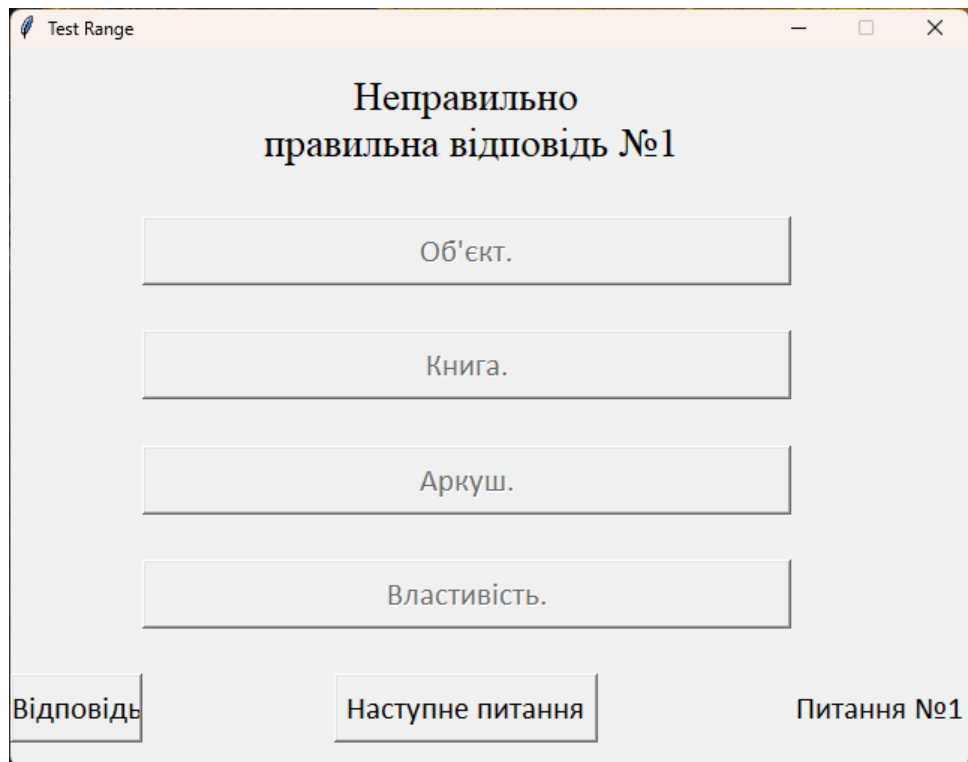 Test Range
Неправильно
правильна відповідь №1
Об'єкт.
Книга.
Аркуш.
Властивість.
Відповідь
Наступне питання
Питання №1